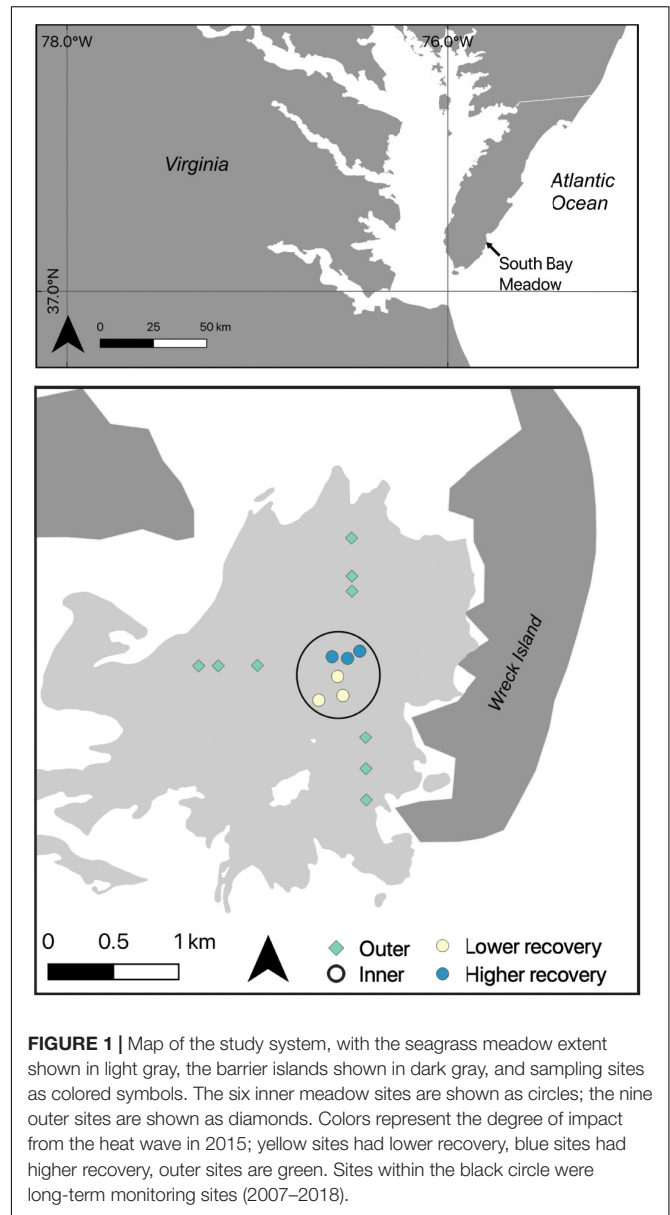 78.0°W
76.0°W
Virginia
Atlantic
Ocean
South Bay
Meadow
37.0°N
0 25 50 km
Wreck Island
0 0.5 1 km
Outer
Lower recovery
Inner
Higher recovery
FIGURE 1 | Map of the study system, with the seagrass meadow extent
shown in light gray, the barrier islands shown in dark gray, and sampling sites
as colored symbols. The six inner meadow sites are shown as circles; the nine
outer sites are shown as diamonds. Colors represent the degree of impact
from the heat wave in 2015; yellow sites had lower recovery, blue sites had
higher recovery, outer sites are green. Sites within the black circle were
long-term monitoring sites (2007–2018).